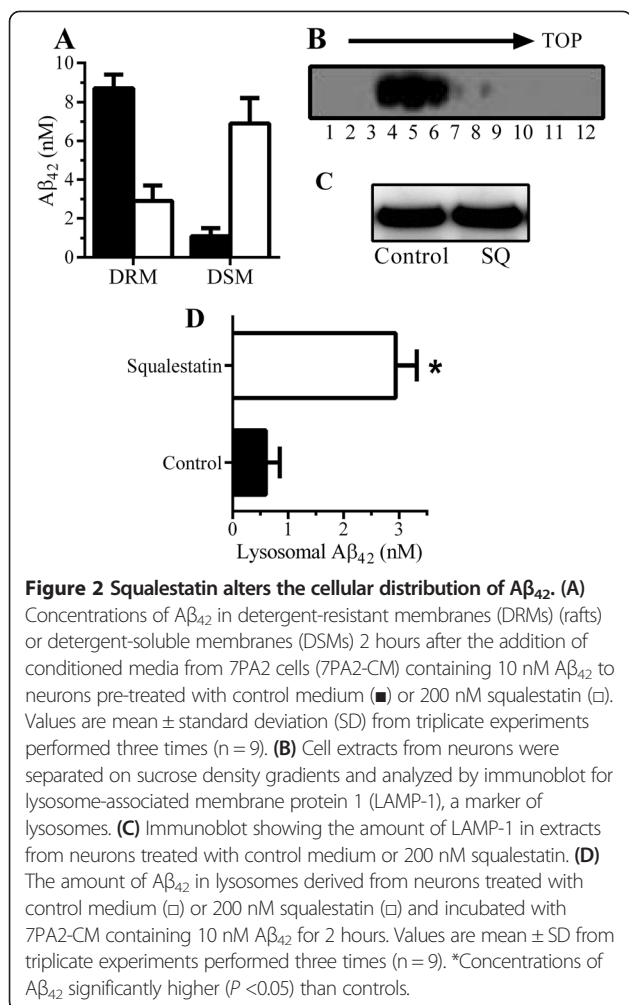 A
10
8
6
4
2
0
Aβ42 (nM)
DRM DSM
B
TOP
1 2 3 4 5 6 7 8 9 10 11 12
C
Control SQ
D
Squalestatin
*
Control
0 1 2 3
Lysosomal Aβ42 (nM)
Figure 2 Squalestatin alters the cellular distribution of Aβ42. (A)
Concentrations of Aβ42 in detergent-resistant membranes (DRMs) (rafts)
or detergent-soluble membranes (DSMs) 2 hours after the addition of
conditioned media from 7PA2 cells (7PA2-CM) containing 10 nM Aβ42 to
neurons pre-treated with control medium (■) or 200 nM squalestatin (□).
Values are mean ± standard deviation (SD) from triplicate experiments
performed three times (n = 9). (B) Cell extracts from neurons were
separated on sucrose density gradients and analyzed by immunoblot for
lysosome-associated membrane protein 1 (LAMP-1), a marker of
lysosomes. (C) Immunoblot showing the amount of LAMP-1 in extracts
from neurons treated with control medium or 200 nM squalestatin. (D)
The amount of Aβ42 in lysosomes derived from neurons treated with
control medium (□) or 200 nM squalestatin (□) and incubated with
7PA2-CM containing 10 nM Aβ42 for 2 hours. Values are mean ± SD from
triplicate experiments performed three times (n = 9). *Concentrations of
Aβ42 significantly higher (P <0.05) than controls.